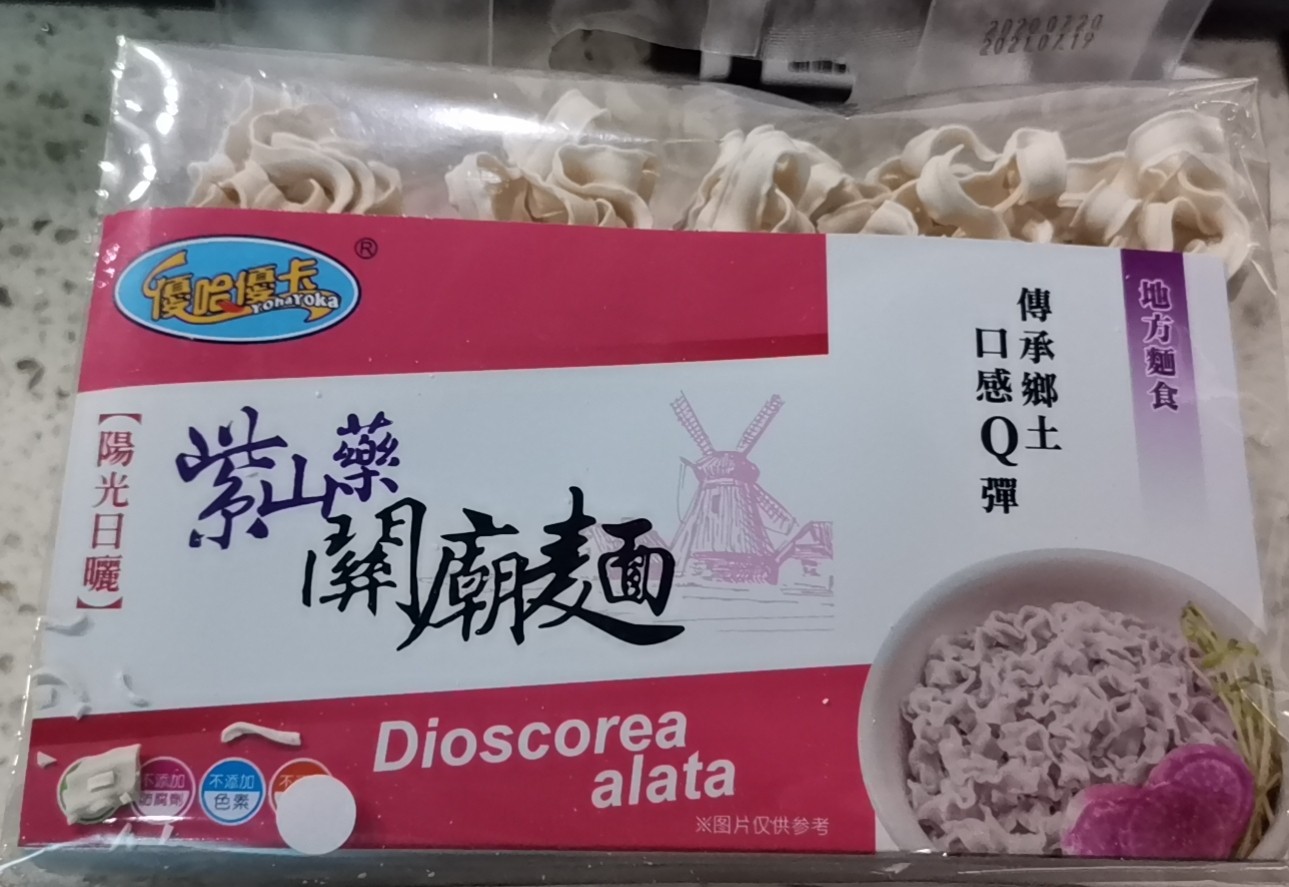 2020.07.20
2021.07.19
優哈優卡
YohaYoka
®
地方麵食
傳承鄉土
口感Q彈
【陽光日曬】
紫山藥
關廟麵
Dioscorea
alata
不添加
防腐劑
不添加
色素
※图片仅供参考